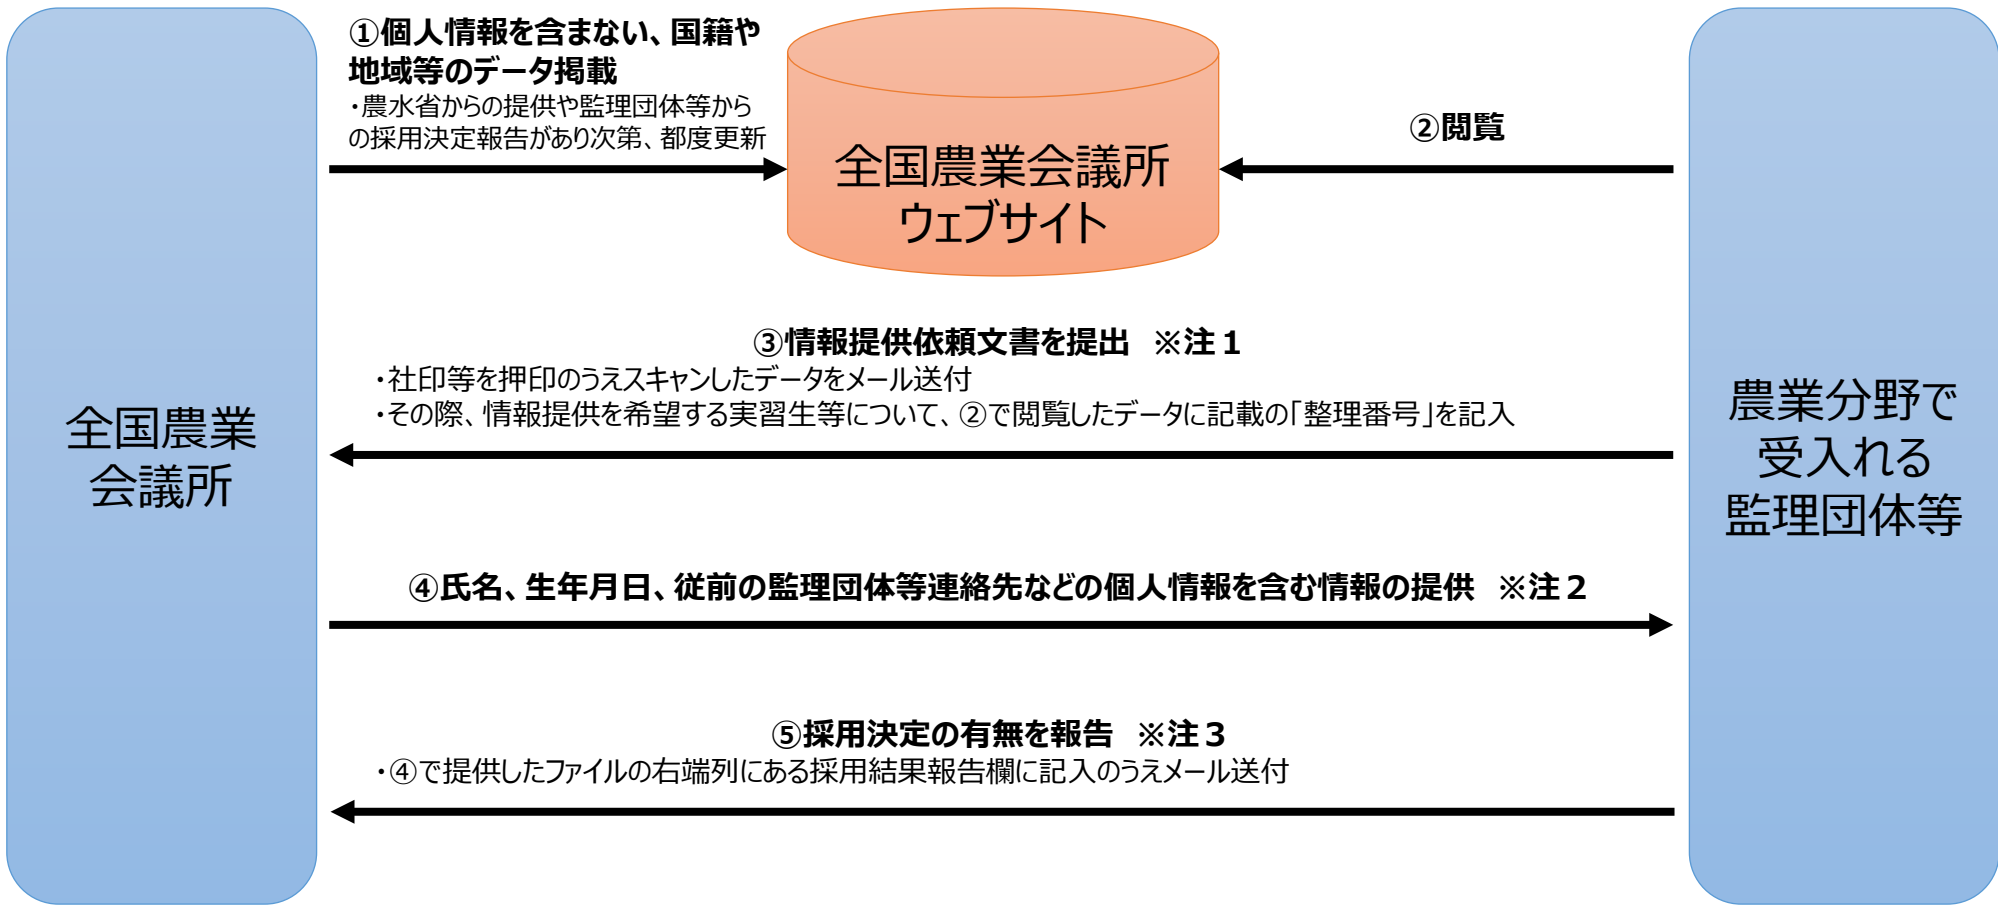 ①個人情報を含まない、国籍や
地域等のデータ掲載
・農水省からの提供や監理団体等から
の採用決定報告があり次第、都度更新
全国農業会議所
ウェブサイト
②閲覧
③情報提供依頼文書を提出　※注１
・社印等を押印のうえスキャンしたデータをメール送付
・その際、情報提供を希望する実習生等について、②で閲覧したデータに記載の「整理番号」を記入
全国農業
会議所
農業分野で
受入れる
監理団体等
④氏名、生年月日、従前の監理団体等連絡先などの個人情報を含む情報の提供　※注２
⑤採用決定の有無を報告　※注３
・④で提供したファイルの右端列にある採用結果報告欄に記入のうえメール送付